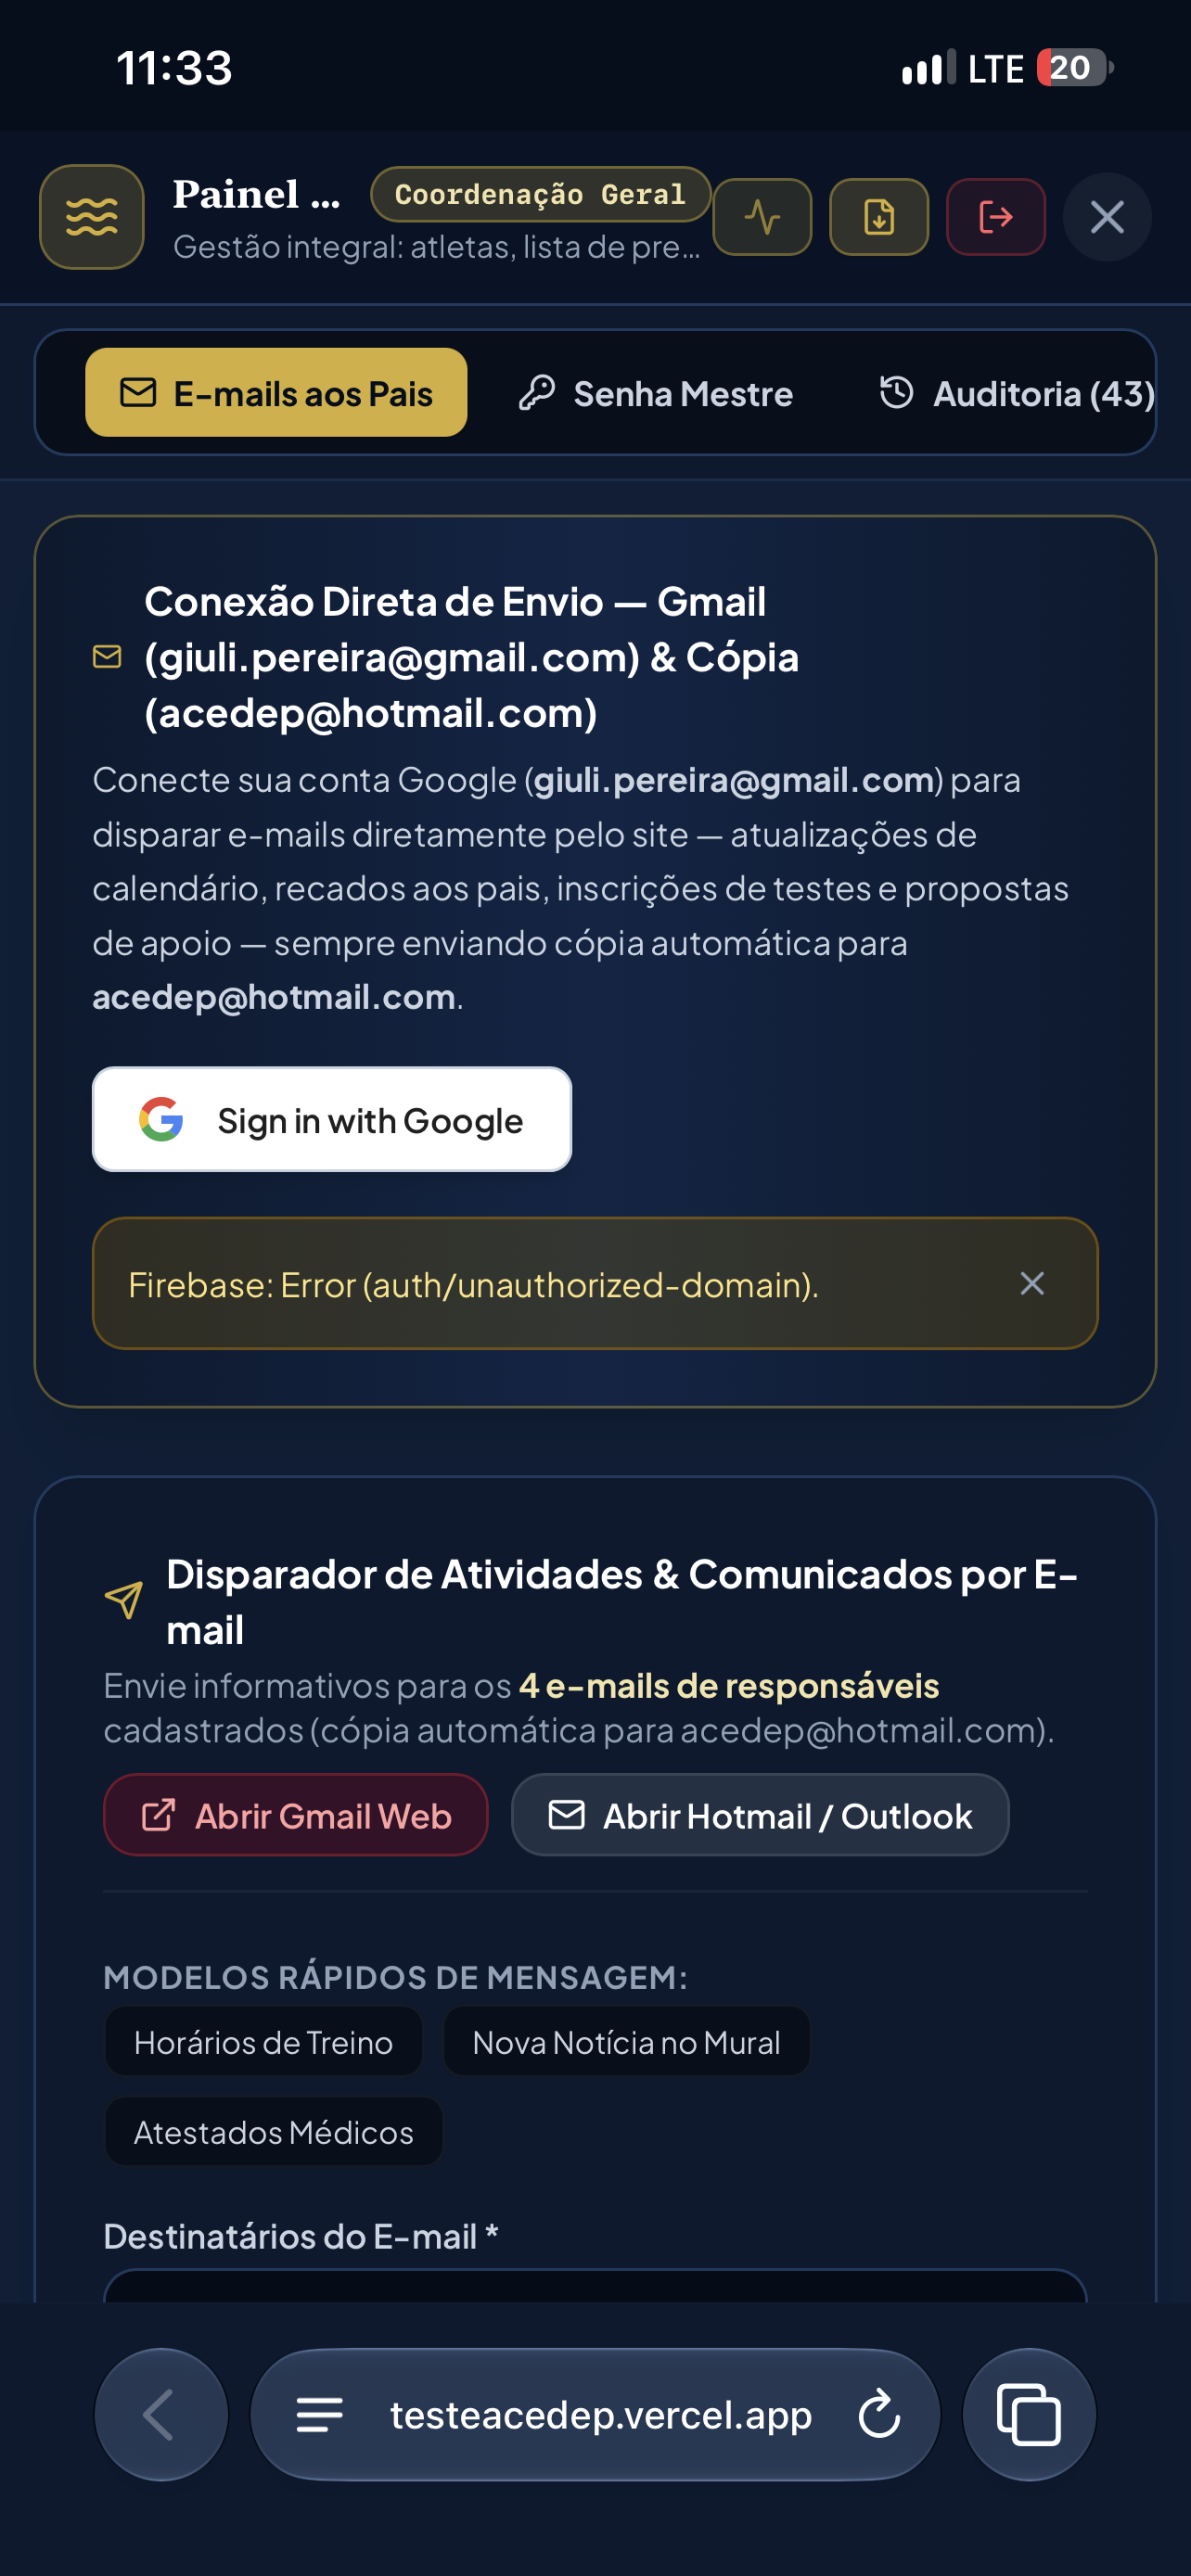 11:33
LTE 20
Painel ...
Coordenação Geral
Gestão integral: atletas, lista de pre...
E-mails aos Pais
Senha Mestre
Auditoria (43)
Conexão Direta de Envio — Gmail
(giuli.pereira@gmail.com) & Cópia
(acedep@hotmail.com)
Conecte sua conta Google (giuli.pereira@gmail.com) para
disparar e-mails diretamente pelo site — atualizações de
calendário, recados aos pais, inscrições de testes e propostas
de apoio — sempre enviando cópia automática para
acedep@hotmail.com.
Sign in with Google
Firebase: Error (auth/unauthorized-domain).
Disparador de Atividades & Comunicados por E-
mail
Envie informativos para os 4 e-mails de responsáveis
cadastrados (cópia automática para acedep@hotmail.com).
Abrir Gmail Web
Abrir Hotmail / Outlook
MODELOS RÁPIDOS DE MENSAGEM:
Horários de Treino
Nova Notícia no Mural
Atestados Médicos
Destinatários do E-mail *
testeacedep.vercel.app